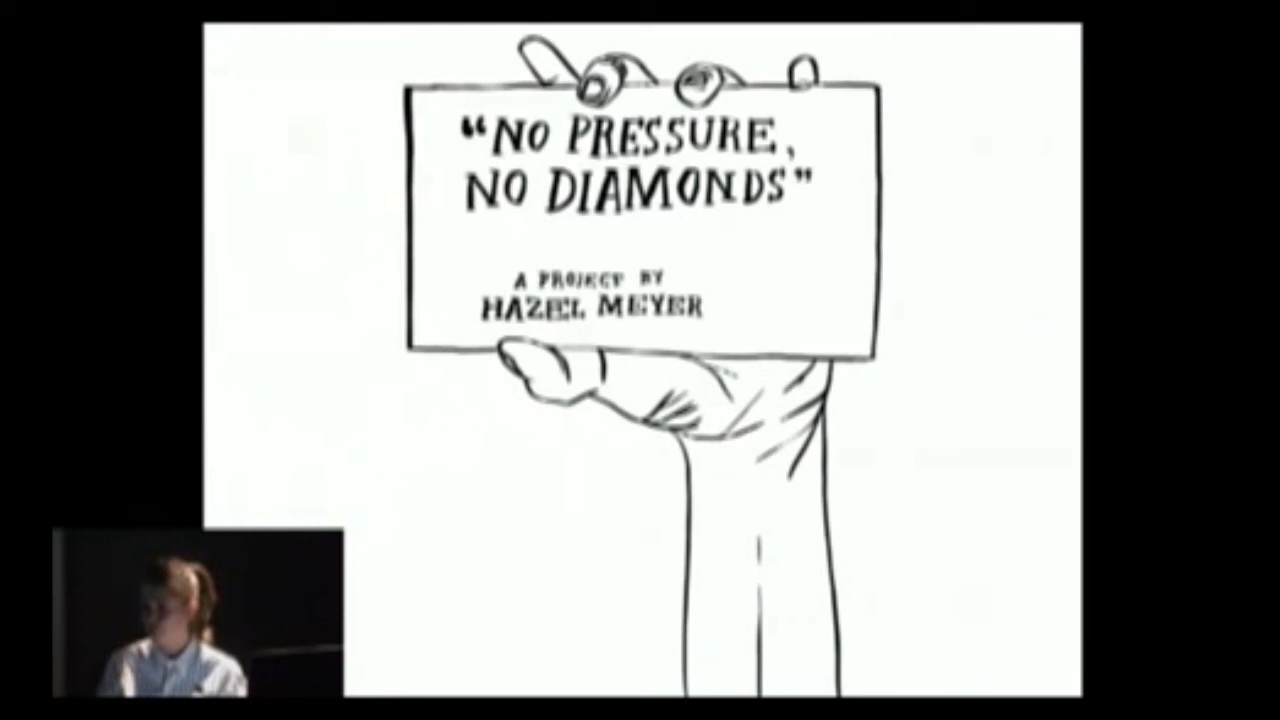 “NO PRESSURE,
NO DIAMONDS”
A PROJECT BY
HAZEL MEYER